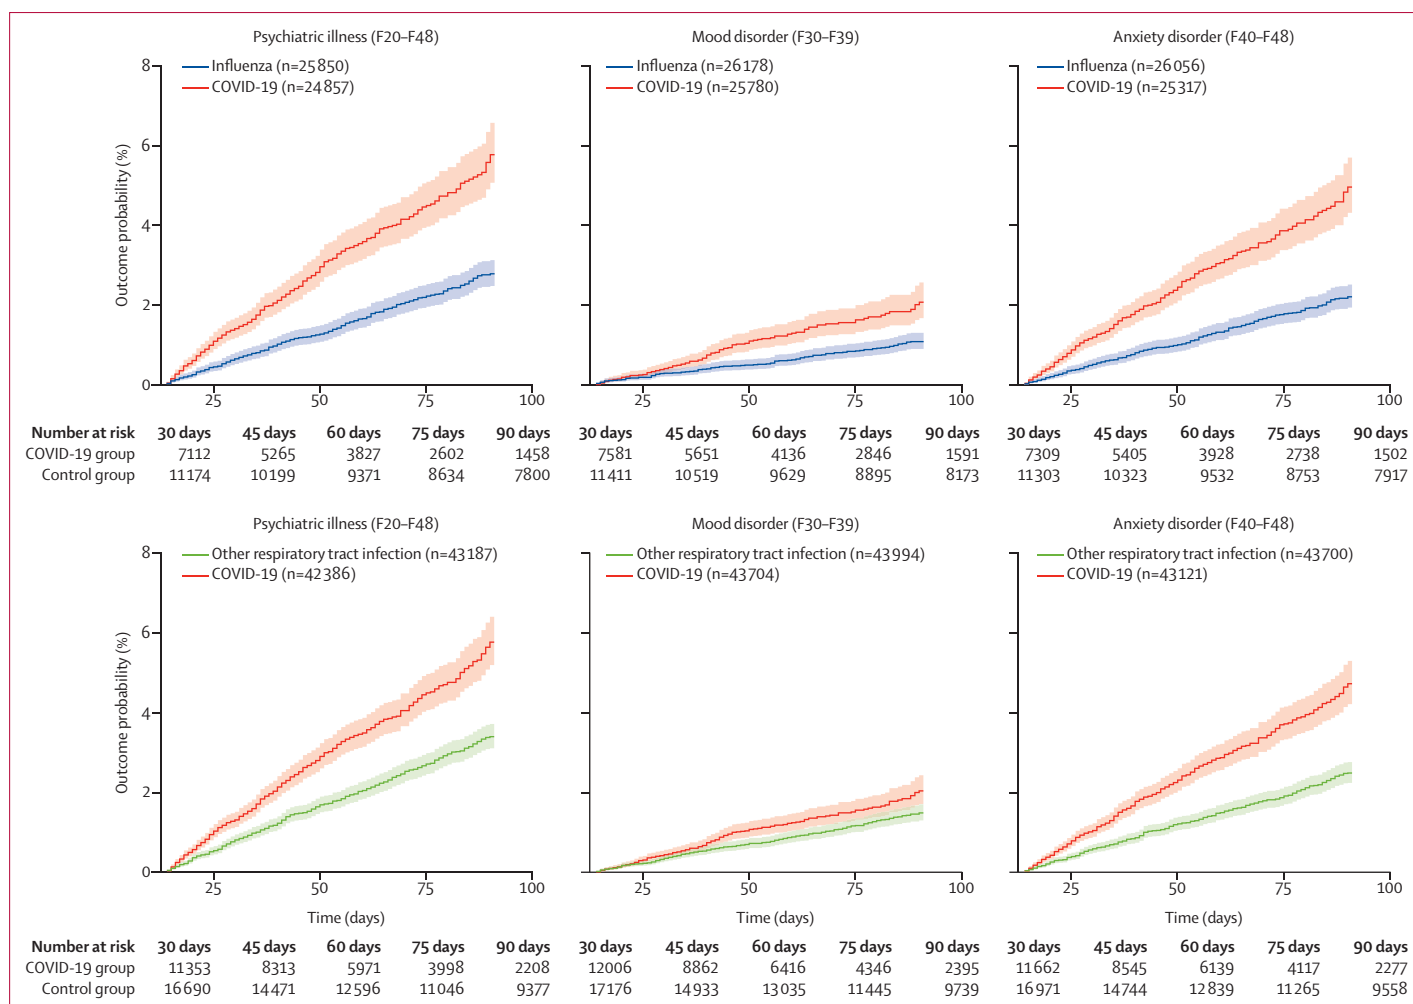 Psychiatric illness (F20–F48)
Mood disorder (F30–F39)
Anxiety disorder (F40–F48)
Influenza (n=25850)
COVID-19 (n=24857)
Influenza (n=26178)
COVID-19 (n=25780)
Influenza (n=26056)
COVID-19 (n=25317)
Outcome probability (%)
8
6
4
2
0
25 50 75 100
25 50 75 100
25 50 75 100
Number at risk 30 days 45 days 60 days 75 days 90 days 30 days 45 days 60 days 75 days 90 days 30 days 45 days 60 days 75 days 90 days
COVID-19 group 7112 5265 3827 2602 1458 7581 5651 4136 2846 1591 7309 5405 3928 2738 1502
Control group 11174 10199 9371 8634 7800 11411 10519 9629 8895 8173 11303 10323 9532 8753 7917
Psychiatric illness (F20–F48)
Mood disorder (F30–F39)
Anxiety disorder (F40–F48)
Other respiratory tract infection (n=43187)
COVID-19 (n=42386)
Other respiratory tract infection (n=43994)
COVID-19 (n=43704)
Other respiratory tract infection (n=43700)
COVID-19 (n=43121)
Outcome probability (%)
8
6
4
2
0
25 50 75 100
25 50 75 100
25 50 75 100
Time (days)
Time (days)
Time (days)
Number at risk 30 days 45 days 60 days 75 days 90 days 30 days 45 days 60 days 75 days 90 days 30 days 45 days 60 days 75 days 90 days
COVID-19 group 11353 8313 5971 3998 2208 12006 8862 6416 4346 2395 11662 8545 6139 4117 2277
Control group 16690 14471 12596 11046 9377 17176 14933 13035 11445 9739 16971 14744 12839 11265 9558